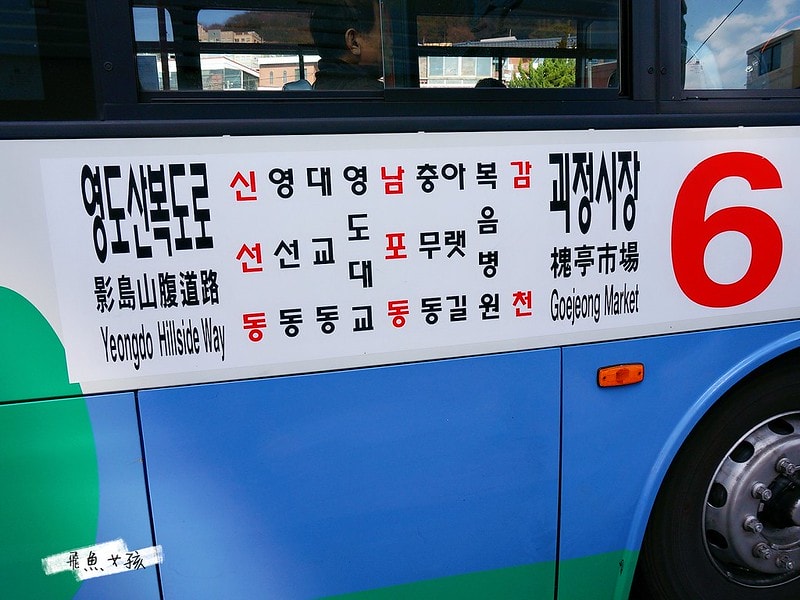 영도산복도로
影島山腹道路
Yeongdo Hillside Way
신선동
영선동
대교동
영도대교
남포동
충무동
아랫길
복음병원
감천
괴정시장
槐亭市場
Goejeong Market
6
飛魚女孩